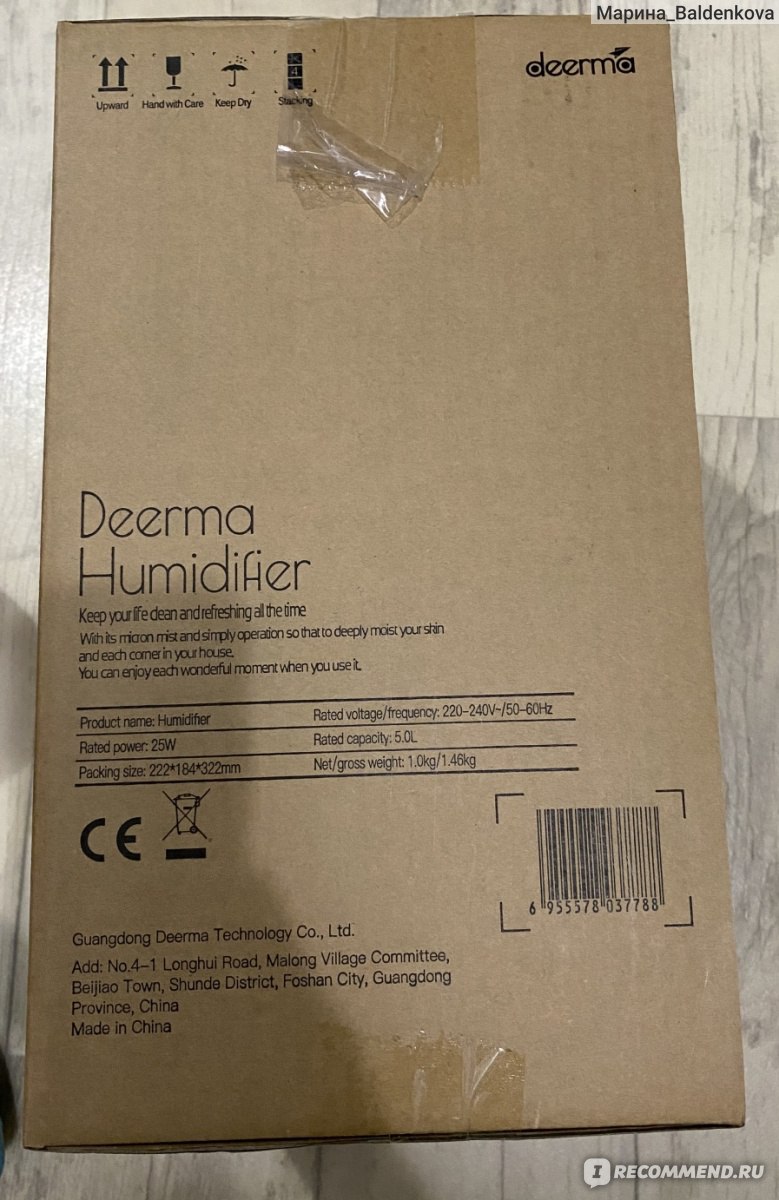 Марина_Baldenkova
deerma
4
Upward Hand with Care Keep Dry Stacking
Deerma
Humidifier
Keep your life clean and refreshing all the time
With its micron mist and simply operation so that to deeply moist your skin
and each corner in your house.
You can enjoy each wonderful moment when you use it.
Product name: Humidifier Rated voltage/frequency: 220-240V~/50-60Hz
Rated power: 25W Rated capacity: 5.0L
Packing size: 222*184*322mm Net/gross weight: 1.0kg/1.46kg
CE
6 955578 037788
Guangdong Deerma Technology Co., Ltd.
Add: No.4-1 Longhui Road, Malong Village Committee,
Beijiao Town, Shunde District, Foshan City, Guangdong
Province, China
Made in China
IRECOMMEND.RU